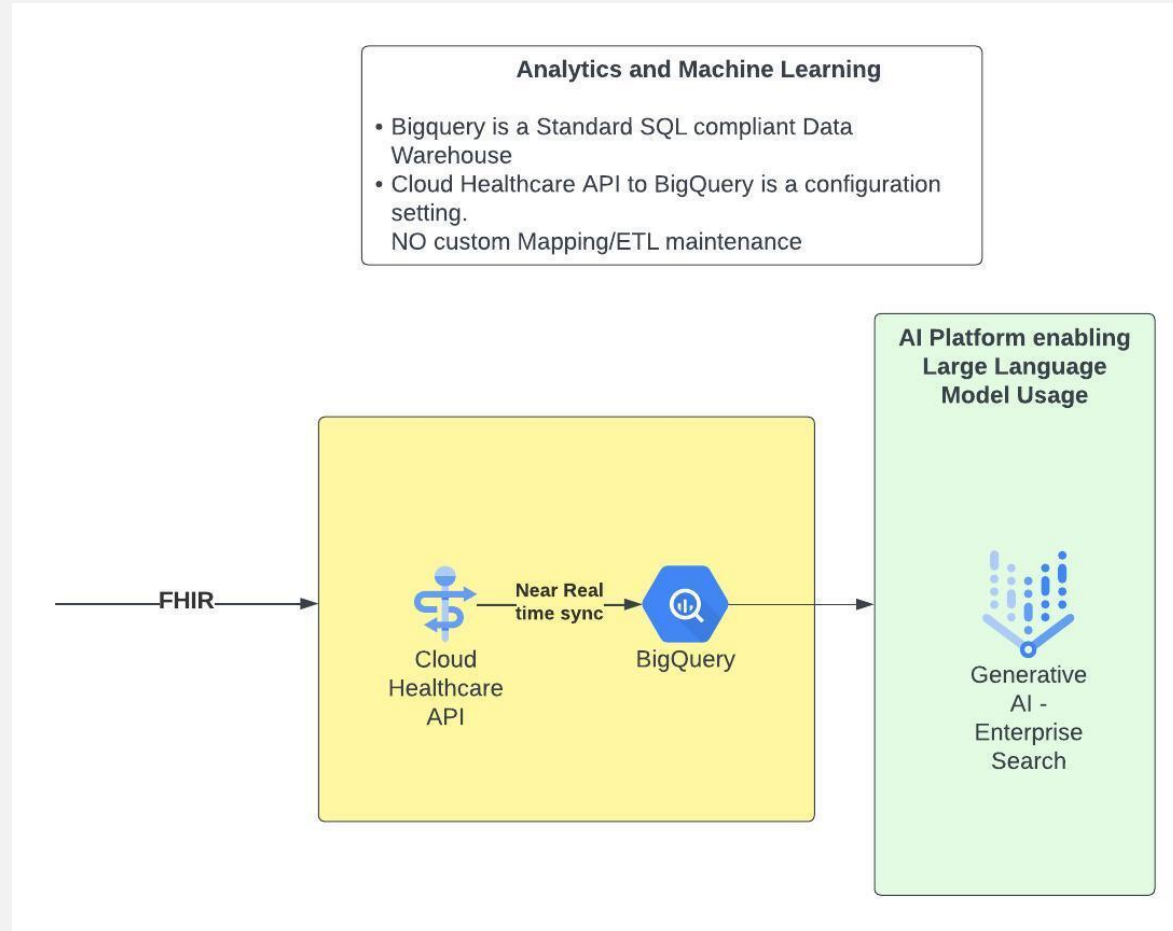 Analytics and Machine Learning
• Bigquery is a Standard SQL compliant Data
Warehouse
• Cloud Healthcare API to BigQuery is a configuration
setting.
NO custom Mapping/ETL maintenance
AI Platform enabling
Large Language
Model Usage
FHIR
Near Real
time sync
Cloud
Healthcare
API
BigQuery
Generative
AI -
Enterprise
Search